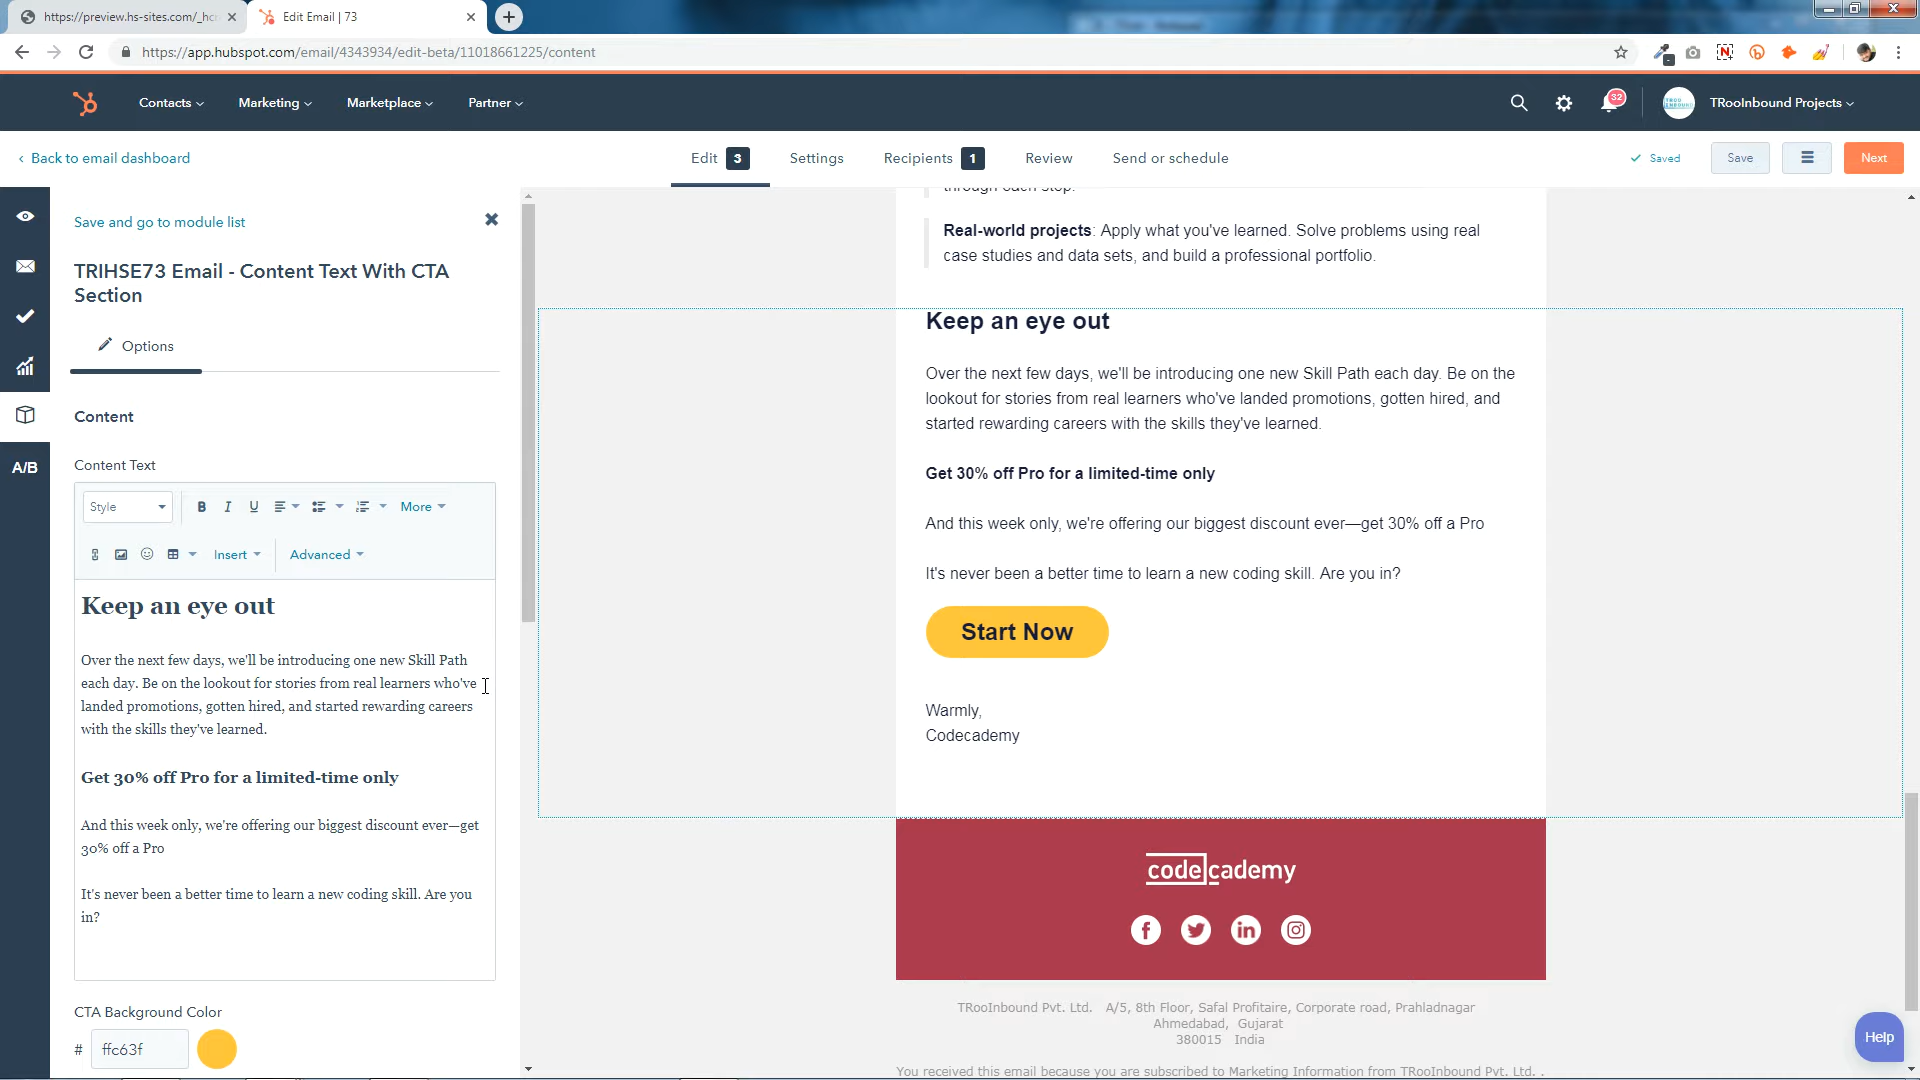 https://preview.hs-sites.com/_hcr
Edit Email | 73
https://app.hubspot.com/email/4343934/edit-beta/11018661225/content
Contacts
Marketing
Marketplace
Partner
32
TRooInbound Projects
Back to email dashboard
Edit 3
Settings
Recipients 1
Review
Send or schedule
Saved
Save
Next
Save and go to module list
TRIHSE73 Email - Content Text With CTA
Section
Options
Content
Content Text
Style
B I U
More
Insert
Advanced
Keep an eye out
Over the next few days, we'll be introducing one new Skill Path
each day. Be on the lookout for stories from real learners who've
landed promotions, gotten hired, and started rewarding careers
with the skills they've learned.
Get 30% off Pro for a limited-time only
And this week only, we're offering our biggest discount ever—get
30% off a Pro
It's never been a better time to learn a new coding skill. Are you
in?
CTA Background Color
# ffc63f
A/B
through each step.
Real-world projects: Apply what you've learned. Solve problems using real
case studies and data sets, and build a professional portfolio.
Keep an eye out
Over the next few days, we'll be introducing one new Skill Path each day. Be on the
lookout for stories from real learners who've landed promotions, gotten hired, and
started rewarding careers with the skills they've learned.
Get 30% off Pro for a limited-time only
And this week only, we're offering our biggest discount ever—get 30% off a Pro
It's never been a better time to learn a new coding skill. Are you in?
Start Now
Warmly,
Codecademy
codecademy
TRooInbound Pvt. Ltd. A/5, 8th Floor, Safal Profitaire, Corporate road, Prahladnagar
Ahmedabad, Gujarat
380015 India
You received this email because you are subscribed to Marketing Information from TRooInbound Pvt. Ltd. .
Help